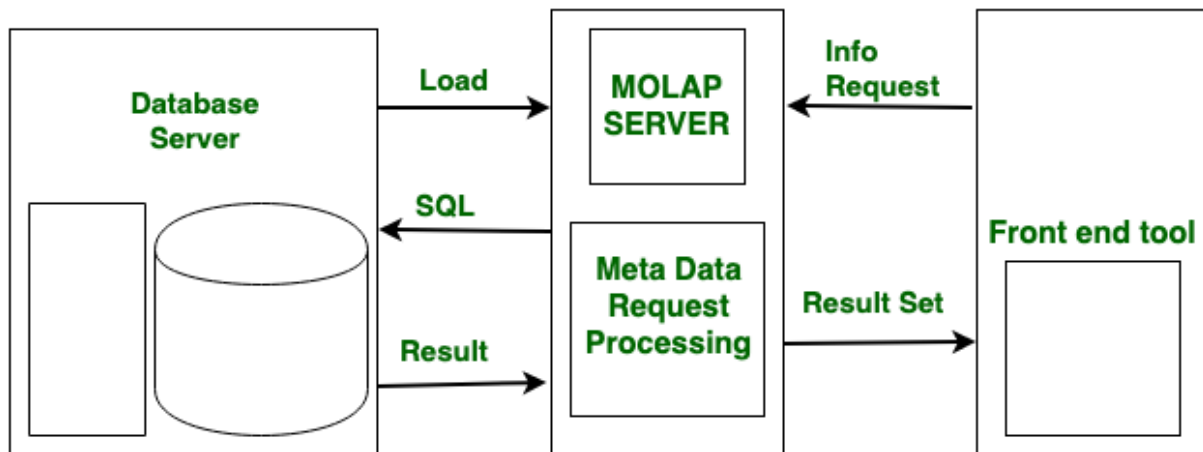 Database
Server
Load
SQL
Result
MOLAP
SERVER
Meta Data
Request
Processing
Info
Request
Result Set
Front end tool